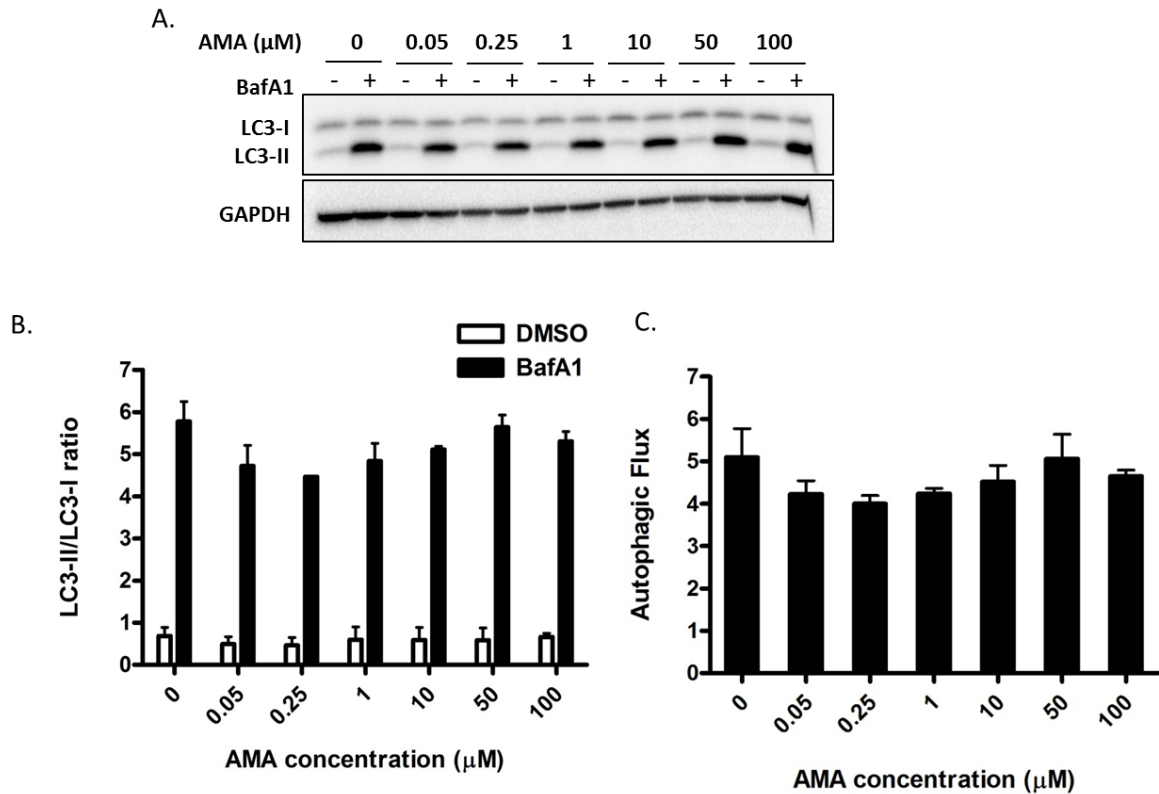 A.
AMA (μM) 0 0.05 0.25 1 10 50 100
BafA1 - + - + - + - + - + - + - +
LC3-I
LC3-II
GAPDH
B.
DMSO
BafA1
7
6
5
4
3
2
1
0
LC3-II/LC3-I ratio
0 0.05 0.25 1 10 50 100
AMA concentration (μM)
C.
7
6
5
4
3
2
1
0
Autophagic Flux
0 0.05 0.25 1 10 50 100
AMA concentration (μM)